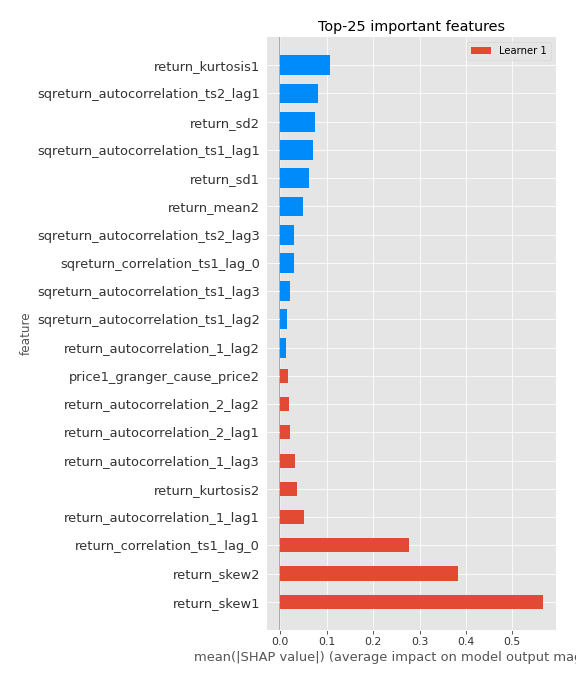 Top-25 important features
Learner 1
return_kurtosis1
sqreturn_autocorrelation_ts2_lag1
return_sd2
sqreturn_autocorrelation_ts1_lag1
return_sd1
return_mean2
sqreturn_autocorrelation_ts2_lag3
sqreturn_correlation_ts1_lag_0
sqreturn_autocorrelation_ts1_lag3
sqreturn_autocorrelation_ts1_lag2
return_autocorrelation_1_lag2
price1_granger_cause_price2
return_autocorrelation_2_lag2
return_autocorrelation_2_lag1
return_autocorrelation_1_lag3
return_kurtosis2
return_autocorrelation_1_lag1
return_correlation_ts1_lag_0
return_skew2
return_skew1
feature
0.0 0.1 0.2 0.3 0.4 0.5
mean(|SHAP value|) (average impact on model output mag